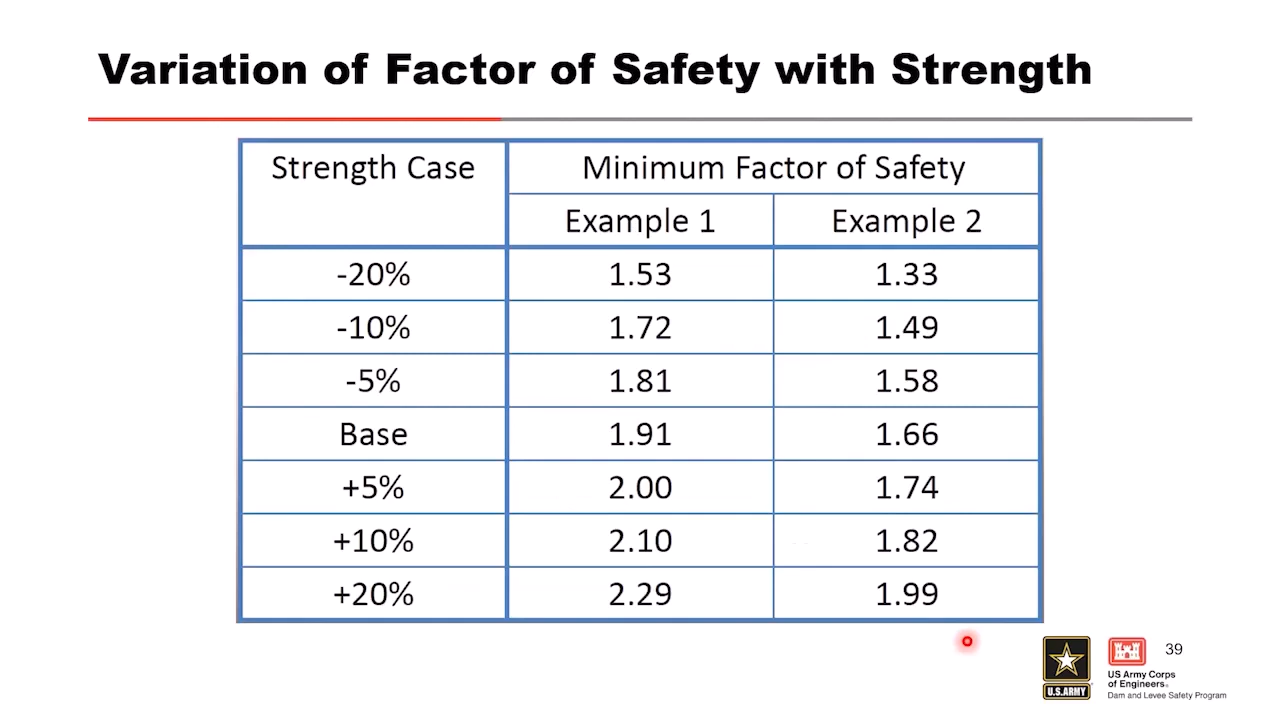 Variation of Factor of Safety with Strength
Strength Case Minimum Factor of Safety
Example 1 Example 2
-20% 1.53 1.33
-10% 1.72 1.49
-5% 1.81 1.58
Base 1.91 1.66
+5% 2.00 1.74
+10% 2.10 1.82
+20% 2.29 1.99
39
U.S.ARMY
US Army Corps
of Engineers®
Dam and Levee Safety Program